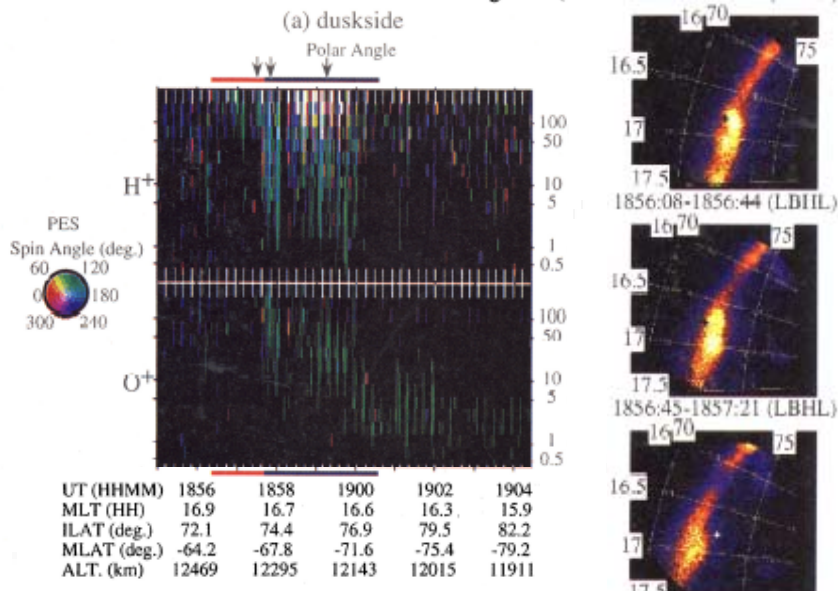 (a) duskside
Polar Angle
H+
100
50
10
5
1
0.5
PES
Spin Angle (deg.)
60 120
0 180
300 240
O+
100
50
10
5
1
0.5
UT (HHMM) 1856 1858 1900 1902 1904
MLT (HH) 16.9 16.7 16.6 16.3 15.9
ILAT (deg.) 72.1 74.4 76.9 79.5 82.2
MLAT (deg.) -64.2 -67.8 -71.6 -75.4 -79.2
ALT. (km) 12469 12295 12143 12015 11911
16 70
75
16.5
17
17.5
1856:08-1856:44 (LBHL)
16 70
75
16.5
17
17.5
1856:45-1857:21 (LBHL)
16 70
75
16.5
17
17.5